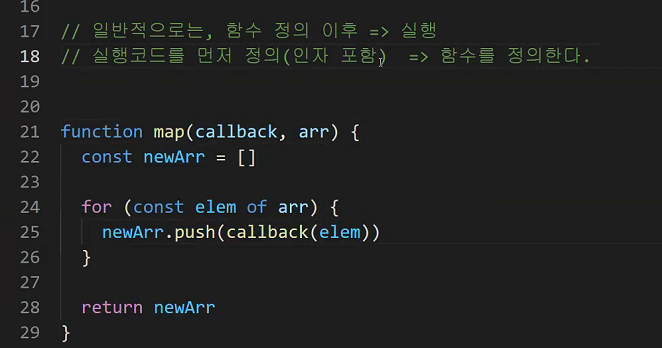 16
17 // 일반적으로는, 함수 정의 이후 => 실행
18 // 실행코드를 먼저 정의(인자 포함)  => 함수를 정의한다.
19
20
21 function map(callback, arr) {
22   const newArr = []
23
24   for (const elem of arr) {
25     newArr.push(callback(elem))
26   }
27
28   return newArr
29 }